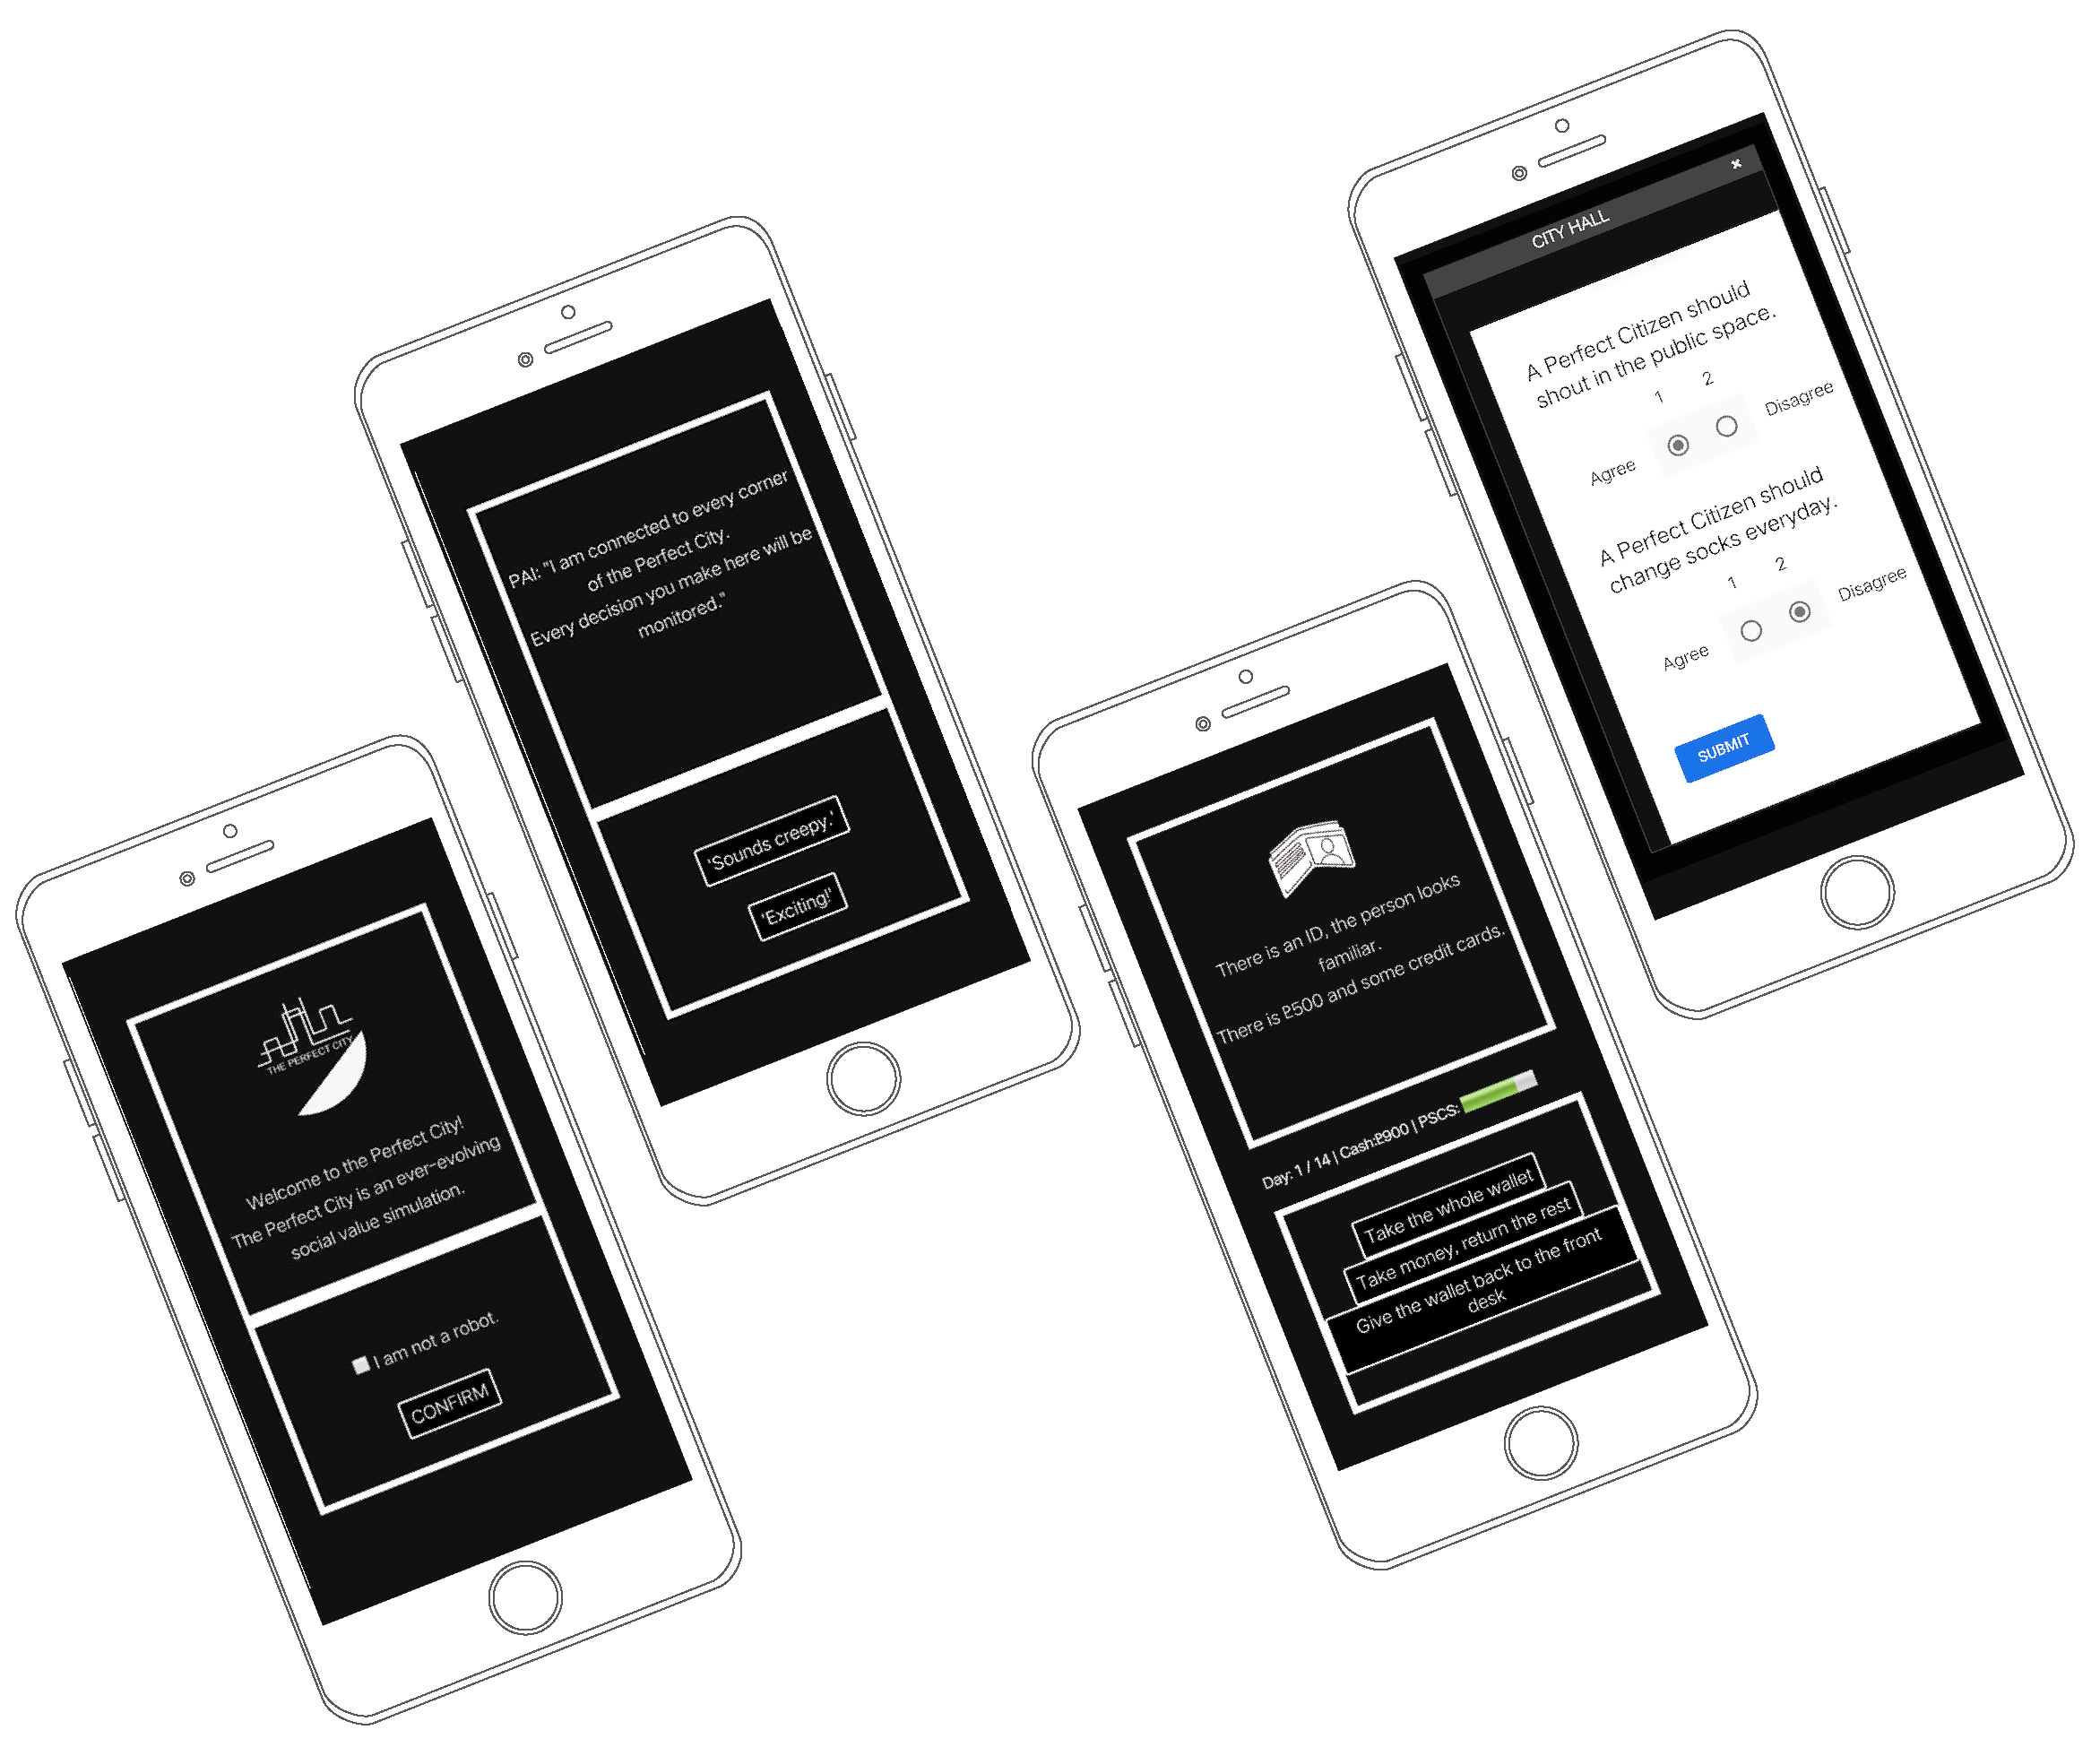 THE PERFECT CITY
Welcome to the Perfect City!
The Perfect City is an ever-evolving
social value simulation.
I am not a robot.
CONFIRM
PAI: "I am connected to every corner
of the Perfect City.
Every decision you make here will be
monitored."
'Sounds creepy.'
'Exciting!'
There is an ID, the person looks
familiar.
There is ₽500 and some credit cards.
Day: 1 / 14 | Cash:₽900 | PSCS:
Take the whole wallet
Take money, return the rest
Give the wallet back to the front
desk
CITY HALL
×
A Perfect Citizen should
shout in the public space.
1 2
Agree Disagree
A Perfect Citizen should
change socks everyday.
1 2
Agree Disagree
SUBMIT